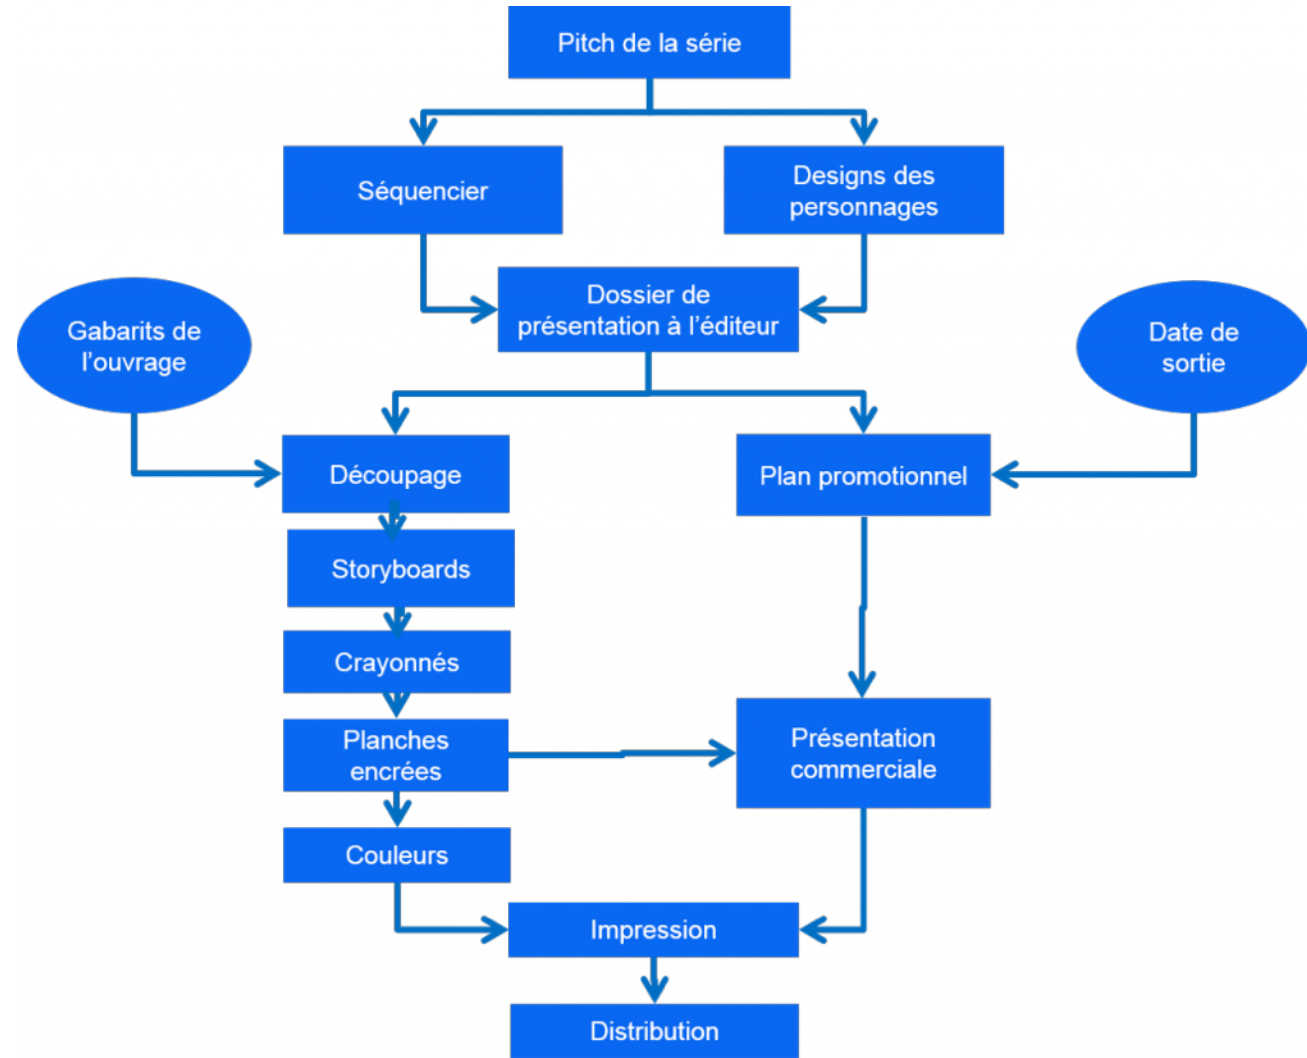 Pitch de la série
Séquencier
Designs des
personnages
Dossier de
présentation à l’éditeur
Gabarits de
l’ouvrage
Date de
sortie
Découpage
Plan promotionnel
Storyboards
Crayonnés
Planches
encrées
Présentation
commerciale
Couleurs
Impression
Distribution